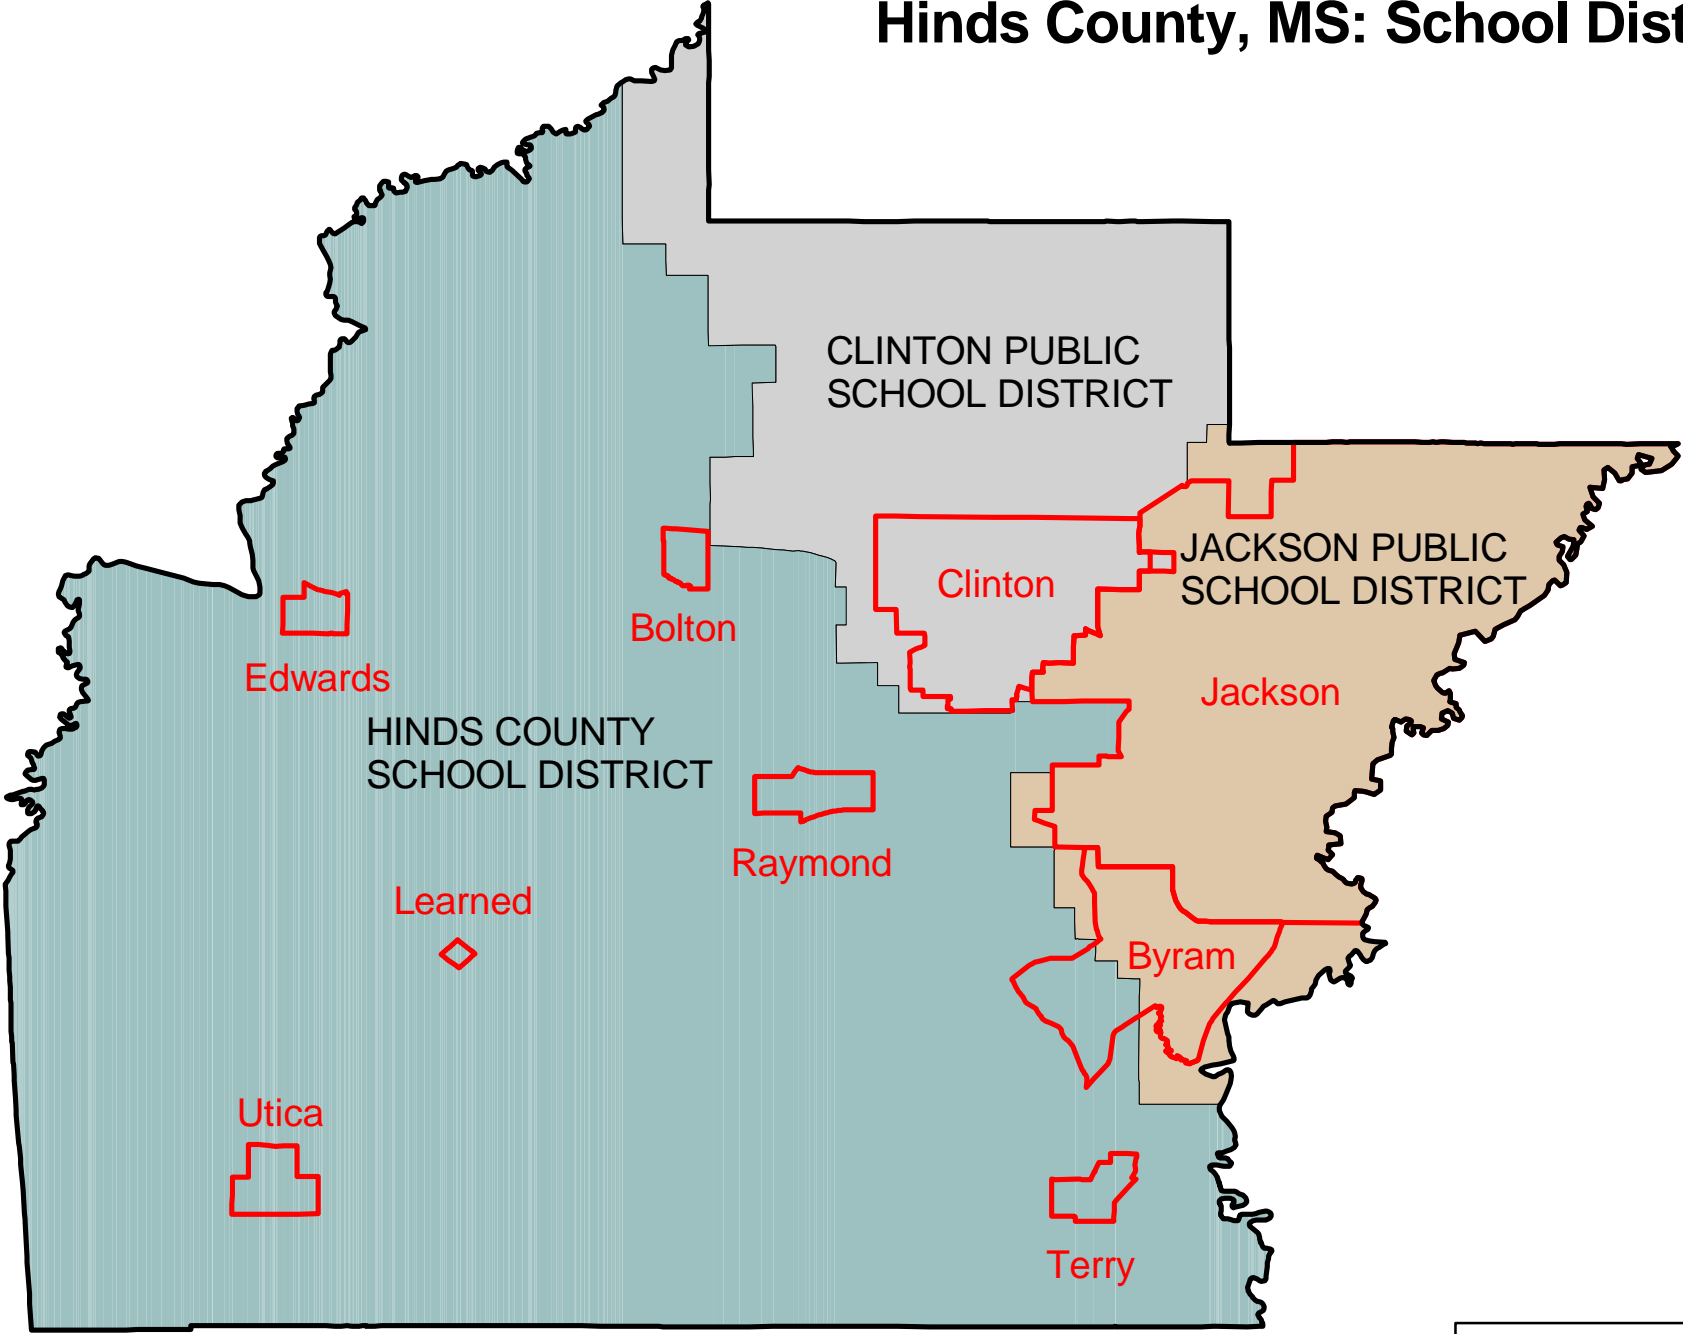 Hinds County, MS: School Dist
CLINTON PUBLIC
SCHOOL DISTRICT
JACKSON PUBLIC
SCHOOL DISTRICT
Clinton
Bolton
Edwards
Jackson
HINDS COUNTY
SCHOOL DISTRICT
Raymond
Learned
Byram
Utica
Terry